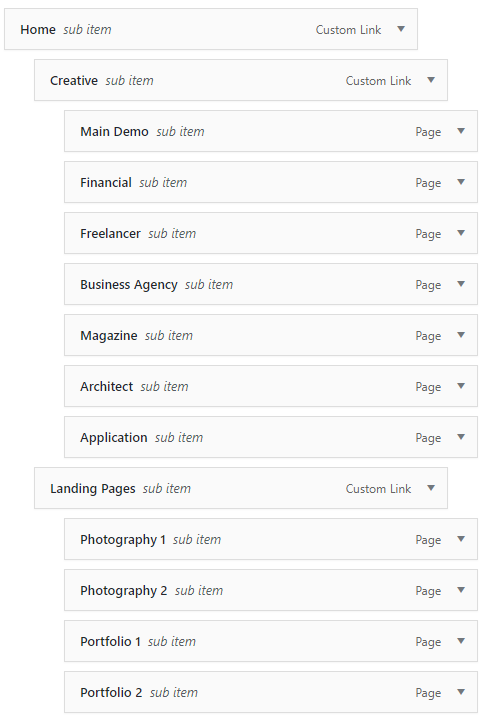 Home sub item Custom Link
Creative sub item Custom Link
Main Demo sub item Page
Financial sub item Page
Freelancer sub item Page
Business Agency sub item Page
Magazine sub item Page
Architect sub item Page
Application sub item Page
Landing Pages sub item Custom Link
Photography 1 sub item Page
Photography 2 sub item Page
Portfolio 1 sub item Page
Portfolio 2 sub item Page